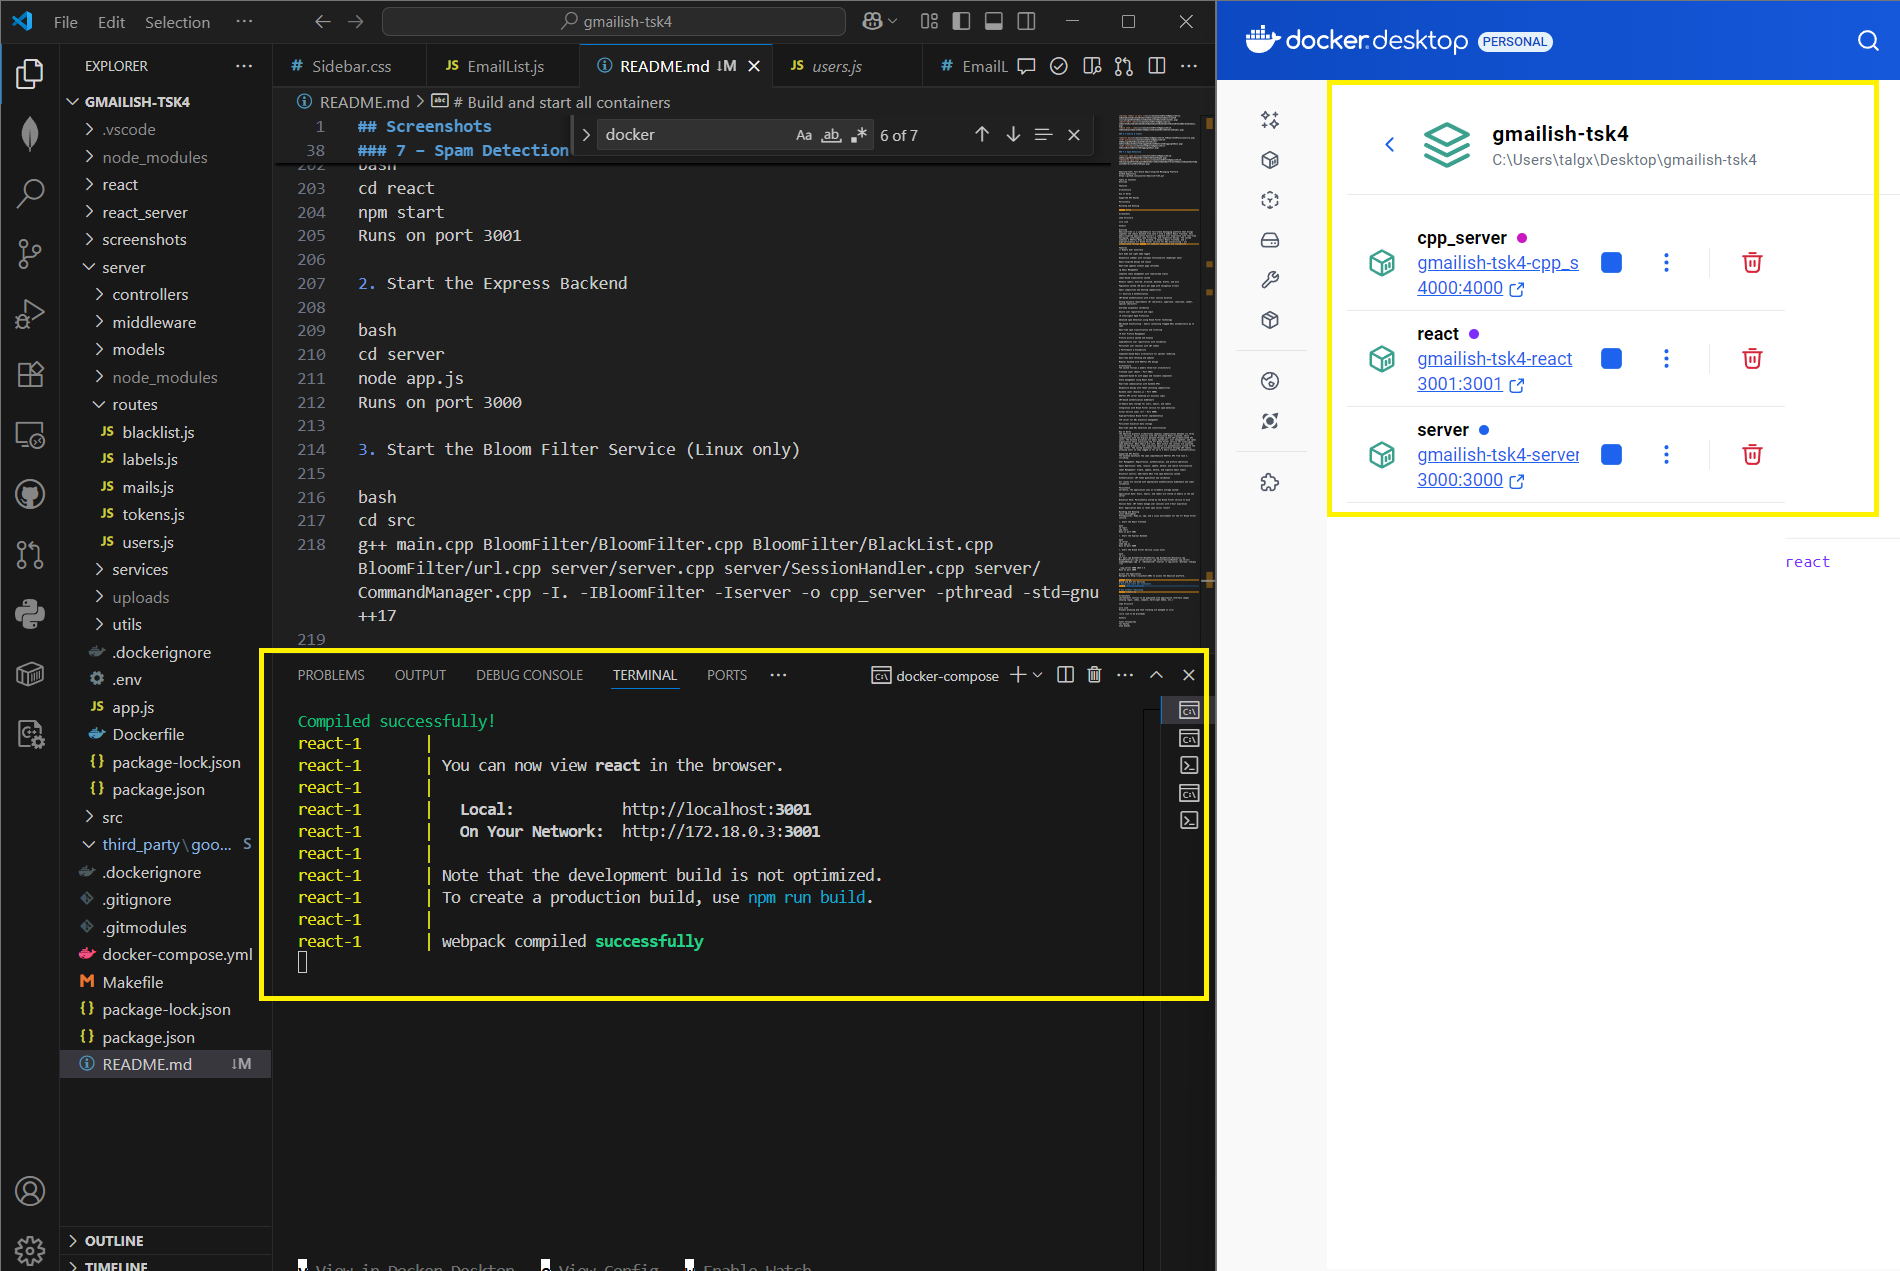 File Edit Selection ···
gmailish-tsk4
EXPLORER ···
GMAILISH-TSK4
.vscode
node_modules
react
react_server
screenshots
server
controllers
middleware
models
node_modules
routes
JS blacklist.js
JS labels.js
JS mails.js
JS tokens.js
JS users.js
services
uploads
utils
.dockerignore
.env
JS app.js
Dockerfile
{} package-lock.json
{} package.json
src
third_party\goo... S
.dockerignore
.gitignore
.gitmodules
docker-compose.yml
M Makefile
{} package-lock.json
{} package.json
README.md ↓M
OUTLINE
TIMELINE
# Sidebar.css JS EmailList.js README.md ↓M JS users.js # EmailL
README.md > # Build and start all containers
docker Aa ab 6 of 7
1 ## Screenshots
38 ### 7 – Spam Detection
202 bash
203 cd react
204 npm start
205 Runs on port 3001
206
207 2. Start the Express Backend
208
209 bash
210 cd server
211 node app.js
212 Runs on port 3000
213
214 3. Start the Bloom Filter Service (Linux only)
215
216 bash
217 cd src
218 g++ main.cpp BloomFilter/BloomFilter.cpp BloomFilter/BlackList.cpp
BloomFilter/url.cpp server/server.cpp server/SessionHandler.cpp server/
CommandManager.cpp -I. -IBloomFilter -Iserver -o cpp_server -pthread -std=gnu
++17
219
PROBLEMS OUTPUT DEBUG CONSOLE TERMINAL PORTS ··· docker-compose
Compiled successfully!
react-1 |
react-1 | You can now view react in the browser.
react-1 |
react-1 | Local: http://localhost:3001
react-1 | On Your Network: http://172.18.0.3:3001
react-1 |
react-1 | Note that the development build is not optimized.
react-1 | To create a production build, use npm run build.
react-1 |
react-1 | webpack compiled successfully
View in Docker Desktop View Config Enable Watch
docker.desktop PERSONAL
gmailish-tsk4
C:\Users\talgx\Desktop\gmailish-tsk4
cpp_server
gmailish-tsk4-cpp_s
4000:4000
react
gmailish-tsk4-react
3001:3001
server
gmailish-tsk4-server
3000:3000
react